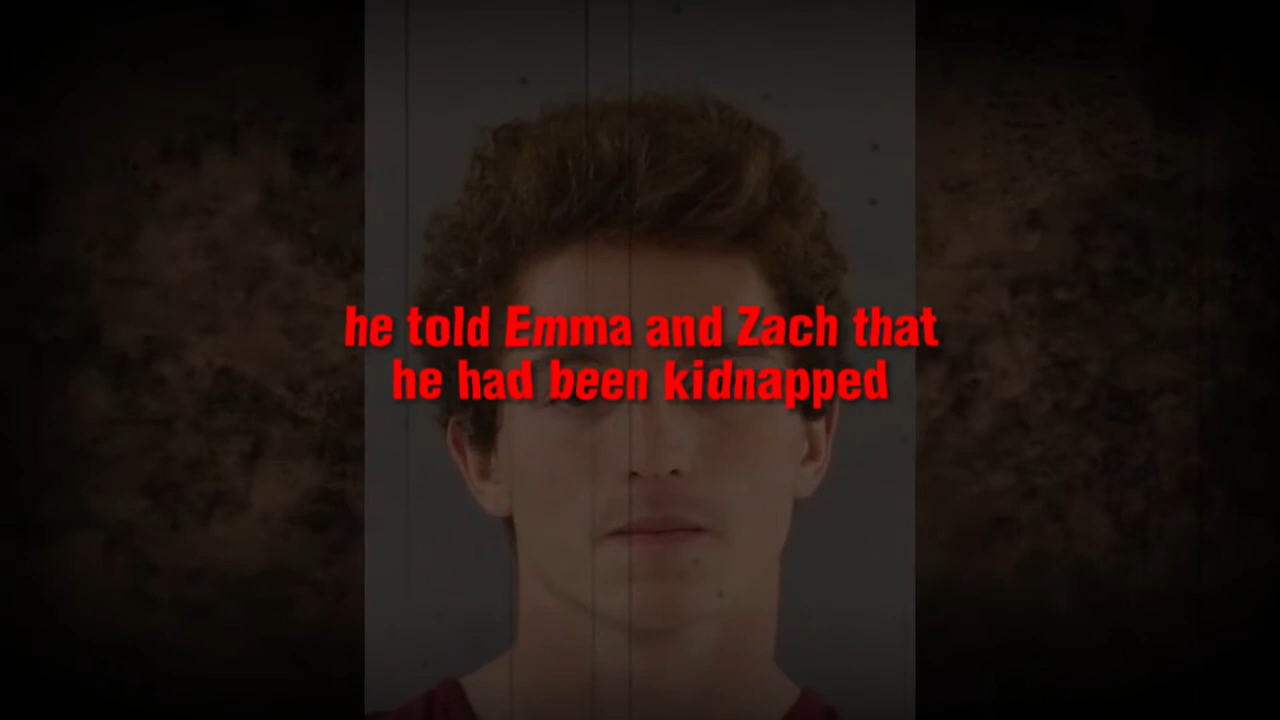 he told Emma and Zach that
he had been kidnapped